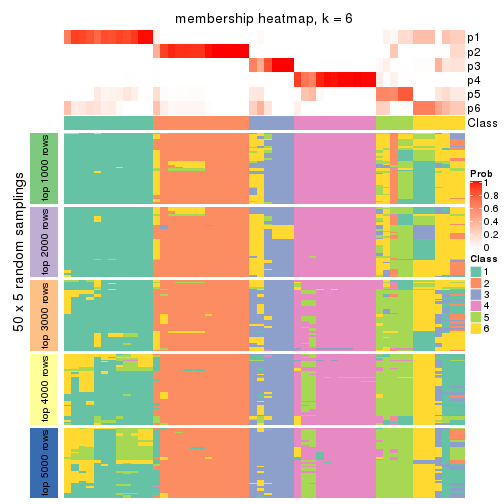 membership heatmap, k = 6
p1
p2
p3
p4
p5
p6
Class
50 x 5 random samplings
top 1000 rows
top 2000 rows
top 3000 rows
top 4000 rows
top 5000 rows
Prob
1
0.8
0.6
0.4
0.2
0
Class
1
2
3
4
5
6